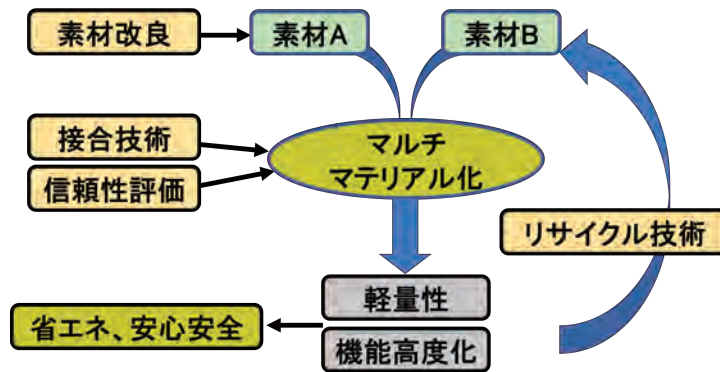 素材改良
素材A
素材B
接合技術
信頼性評価
マルチ
マテリアル化
リサイクル技術
軽量性
機能高度化
省エネ、安心安全